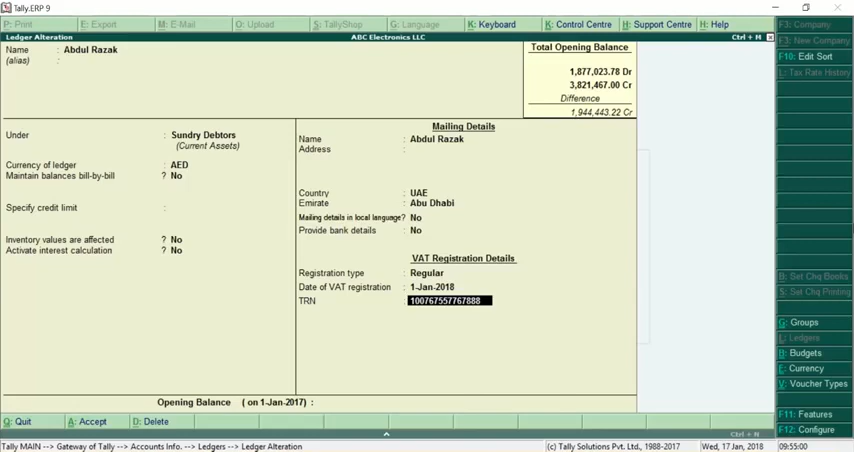 Tally.ERP 9
P: Print E: Export M: E-Mail O: Upload S: TallyShop G: Language K: Keyboard K: Control Centre H: Support Centre H: Help
Ledger Alteration ABC Electronics LLC Ctrl + M
Name : Abdul Razak
(alias) :
Total Opening Balance
1,877,023.78 Dr
3,821,467.00 Cr
Difference
1,944,443.22 Cr
Under : Sundry Debtors
(Current Assets)
Currency of ledger : AED
Maintain balances bill-by-bill ? No
Specify credit limit :
Inventory values are affected ? No
Activate interest calculation ? No
Mailing Details
Name : Abdul Razak
Address :
Country : UAE
Emirate : Abu Dhabi
Mailing details in local language? No
Provide bank details : No
VAT Registration Details
Registration type : Regular
Date of VAT registration : 1-Jan-2018
TRN : 100767557767888
Opening Balance ( on 1-Jan-2017) :
F3: Company
F3: New Company
F10: Edit Sort
L: Tax Rate History
B: Set Chq Books
S: Set Chq Printing
G: Groups
L: Ledgers
B: Budgets
E: Currency
V: Voucher Types
F11: Features
F12: Configure
Q: Quit A: Accept D: Delete
Ctrl + N
Tally MAIN --> Gateway of Tally --> Accounts Info. --> Ledgers --> Ledger Alteration (c) Tally Solutions Pvt. Ltd., 1988-2017 Wed, 17 Jan, 2018 09:55:00